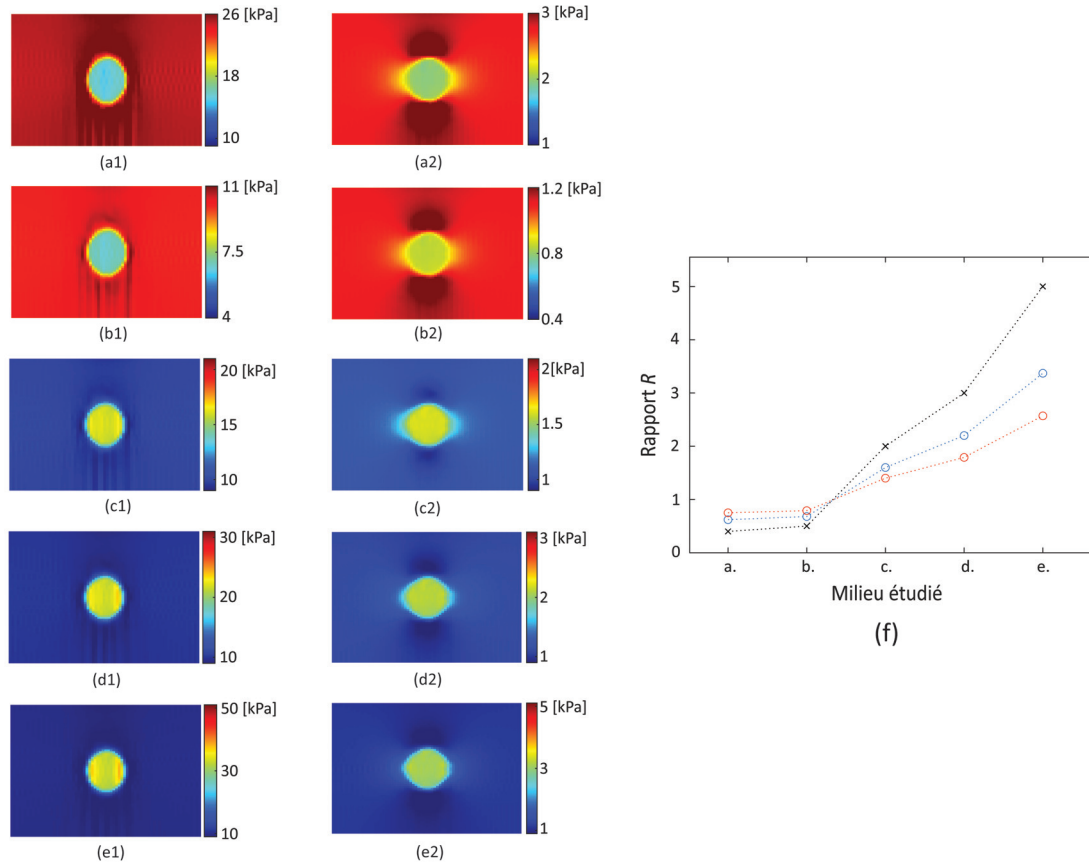 26 [kPa]
18
10
(a1)
3 [kPa]
2
1
(a2)
11 [kPa]
7.5
4
(b1)
1.2 [kPa]
0.8
0.4
(b2)
20 [kPa]
15
10
(c1)
2[kPa]
1.5
1
(c2)
30 [kPa]
20
10
(d1)
3 [kPa]
2
1
(d2)
50 [kPa]
30
10
(e1)
5 [kPa]
3
1
(e2)
Rapport R
5
4
3
2
1
0
a. b. c. d. e.
Milieu étudié
(f)